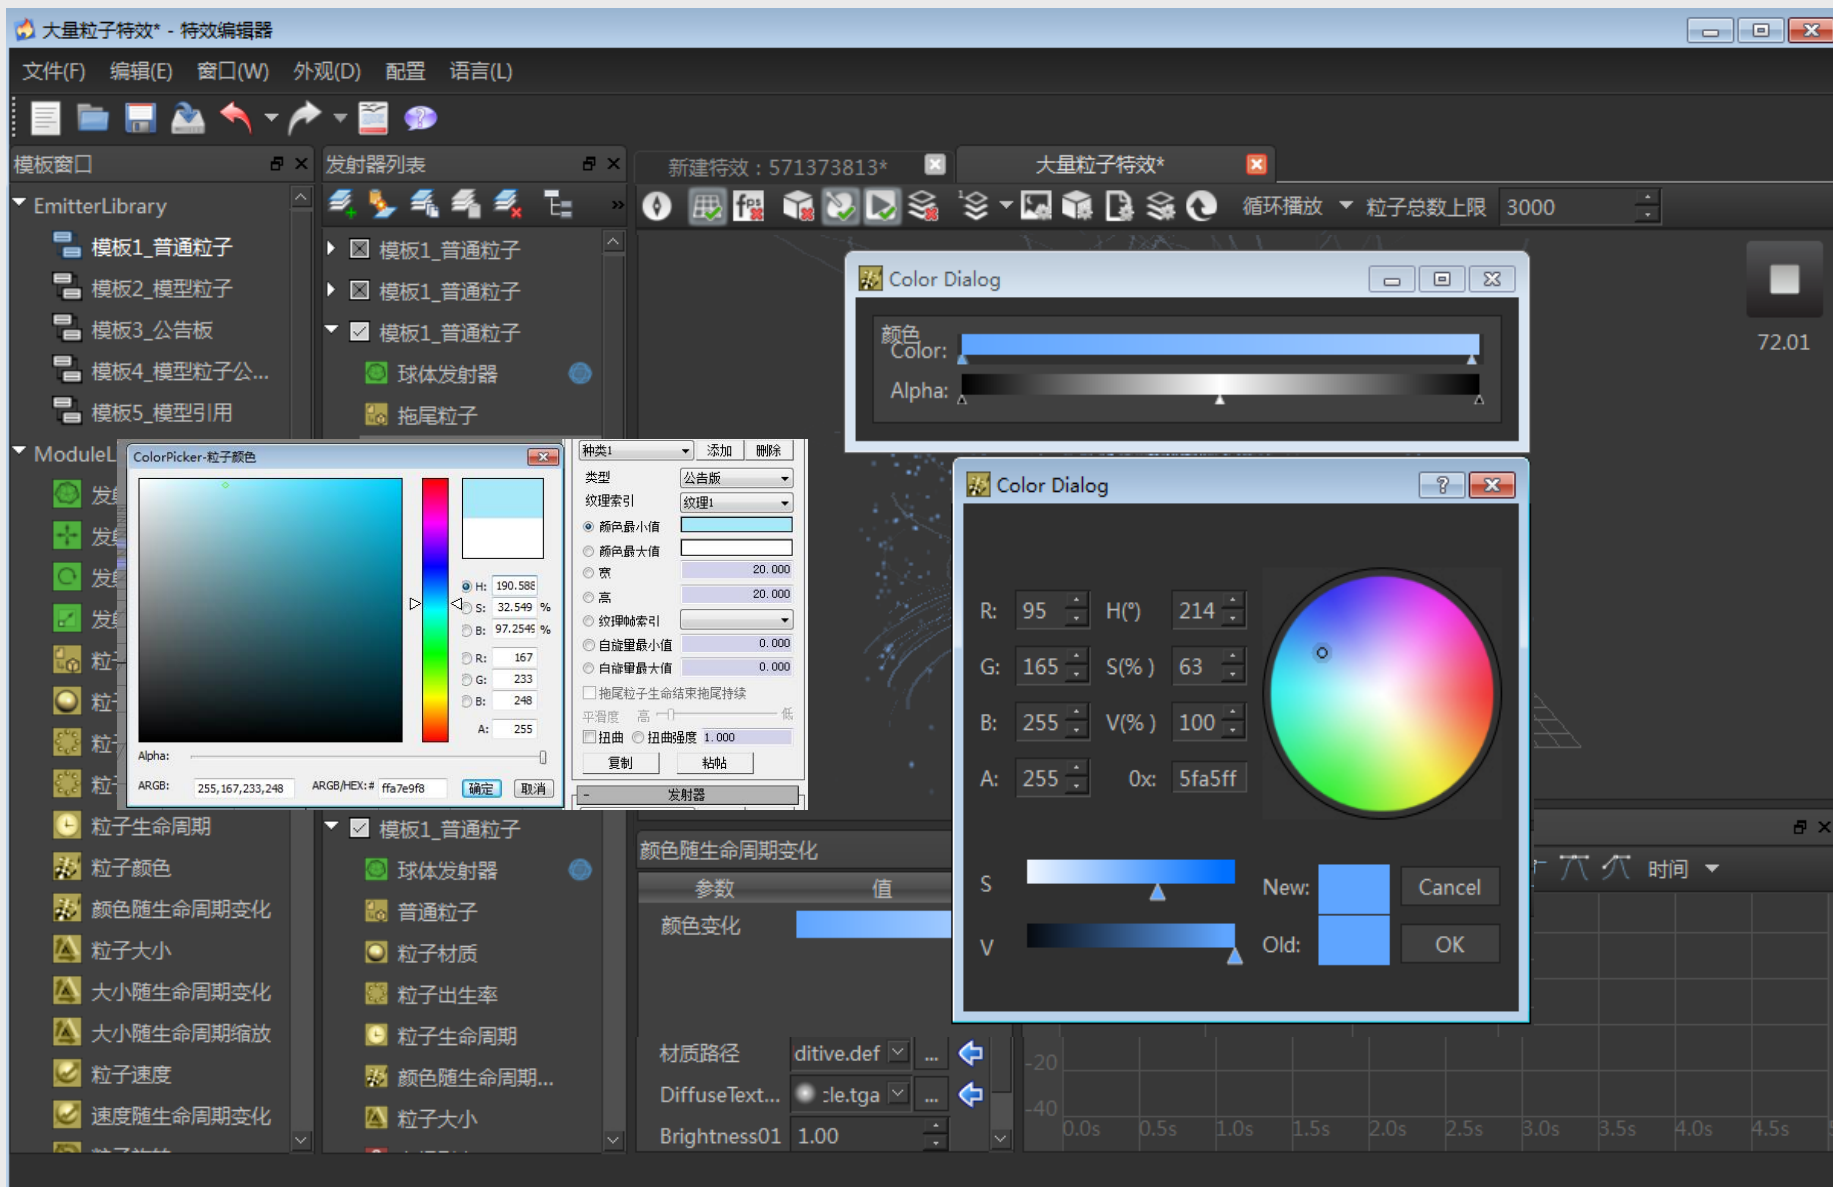 大量粒子特效* - 特效编辑器
文件(F) 编辑(E) 窗口(W) 外观(D) 配置 语言(L)
模板窗口
EmitterLibrary
模板1_普通粒子
模板2_模型粒子
模板3_公告板
模板4_模型粒子公...
模板5_模型引用
ModuleL
发射
发射
发
发射
粒子
粒子
粒子
粒子
粒子生命周期
粒子颜色
颜色随生命周期变化
粒子大小
大小随生命周期变化
大小随生命周期缩放
粒子速度
速度随生命周期变化
发射器列表
»
模板1_普通粒子
模板1_普通粒子
模板1_普通粒子
球体发射器
拖尾粒子
模板1_普通粒子
球体发射器
普通粒子
粒子材质
粒子出生率
粒子生命周期
颜色随生命周期...
粒子大小
新建特效 : 571373813*
大量粒子特效*
fps
循环播放
粒子总数上限 3000
72.01
Color Dialog
颜色
Color:
Alpha:
ColorPicker-粒子颜色
H: 190.588
S: 32.549 %
B: 97.2549 %
R: 167
G: 233
B: 248
A: 255
Alpha:
ARGB: 255,167,233,248
ARGB/HEX:# ffa7e9f8
确定 取消
种类1 添加 删除
类型 公告版
纹理索引 纹理1
颜色最小值
颜色最大值
宽 20.000
高 20.000
纹理帧索引
自旋量最小值 0.000
自旋量最大值 0.000
拖尾粒子生命结束拖尾持续
平滑度 高 低
扭曲 扭曲强度 1.000
复制 粘帖
- 发射器
Color Dialog
R: 95 H(°) 214
G: 165 S(% ) 63
B: 255 V(% ) 100
A: 255 0x: 5fa5ff
S
V
New: Cancel
Old: OK
颜色随生命周期变化
参数 值
颜色变化
材质路径 ditive.def ...
DiffuseText... :le.tga ...
Brightness01 1.00
时间
-20
-40
0.0s 0.5s 1.0s 1.5s 2.0s 2.5s 3.0s 3.5s 4.0s 4.5s